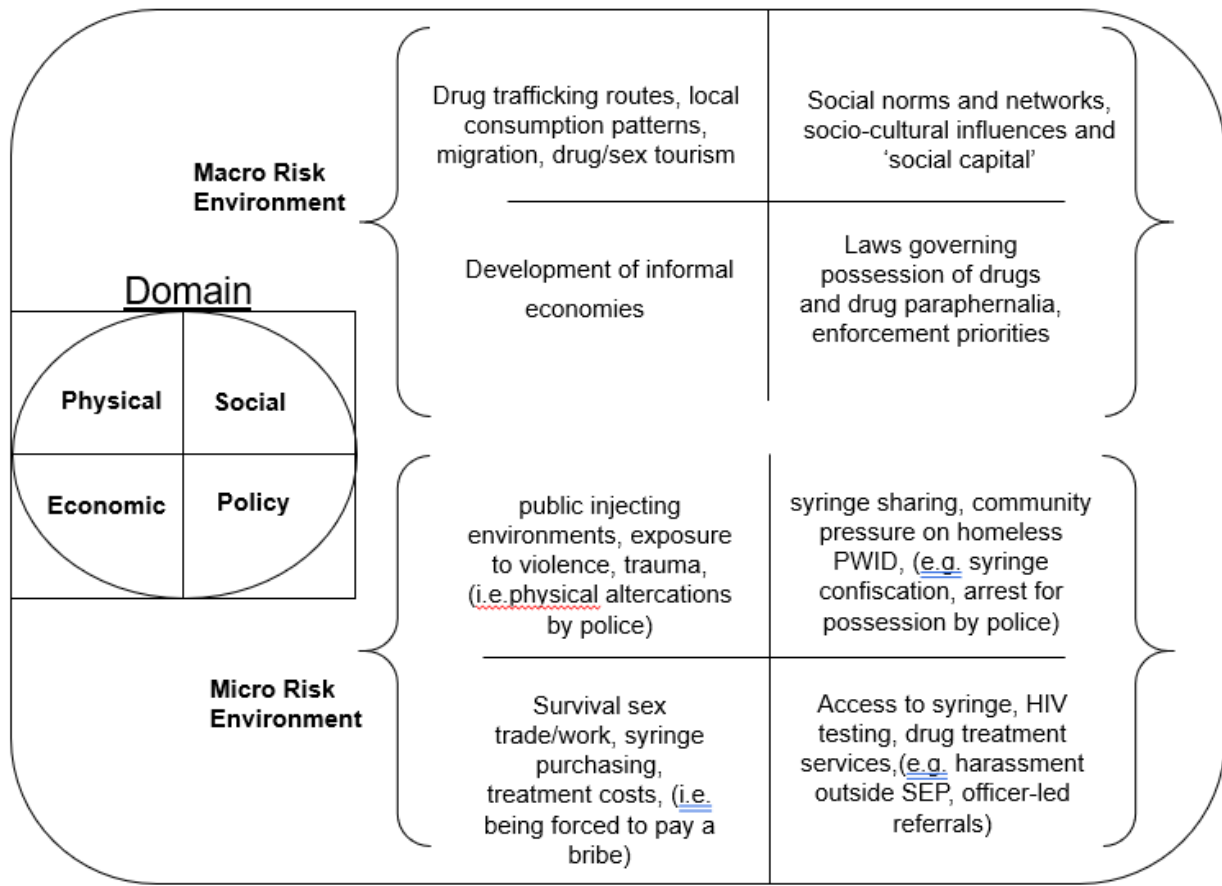 Drug trafficking routes, local
consumption patterns,
migration, drug/sex tourism
Social norms and networks,
socio-cultural influences and
‘social capital’
Macro Risk
Environment
Development of informal
economies
Laws governing
possession of drugs
and drug paraphernalia,
enforcement priorities
Domain
Physical
Social
Economic
Policy
public injecting
environments, exposure
to violence, trauma,
(i.e.physical altercations
by police)
syringe sharing, community
pressure on homeless
PWID, (e.g. syringe
confiscation, arrest for
possession by police)
Micro Risk
Environment
Survival sex
trade/work, syringe
purchasing,
treatment costs, (i.e.
being forced to pay a
bribe)
Access to syringe, HIV
testing, drug treatment
services,(e.g. harassment
outside SEP, officer-led
referrals)